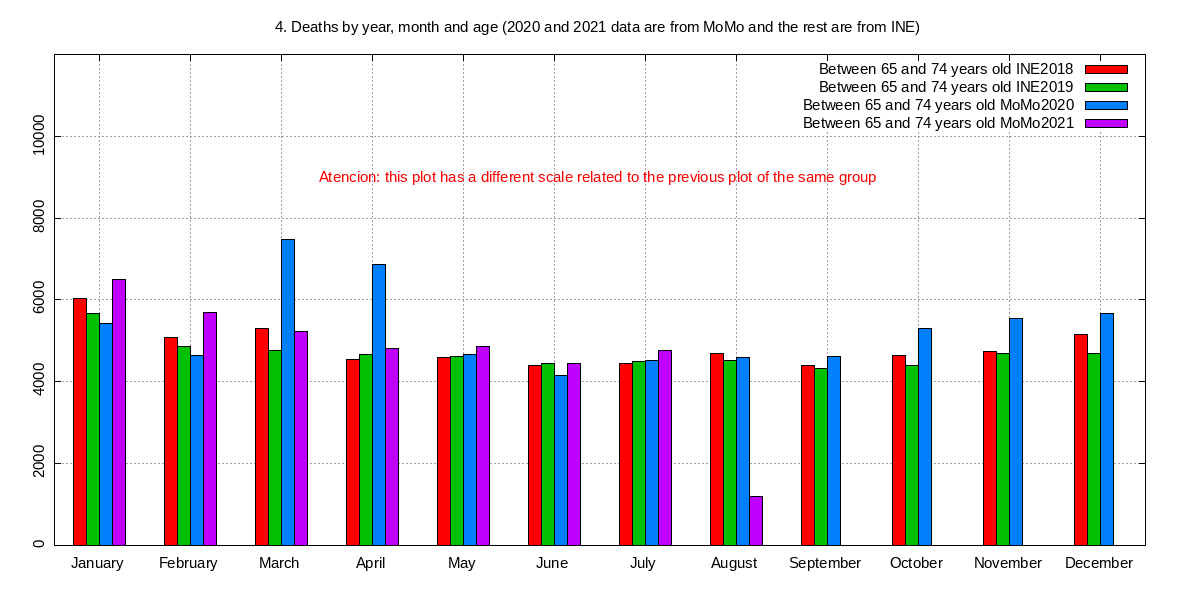 4. Deaths by year, month and age (2020 and 2021 data are from MoMo and the rest are from INE)
Between 65 and 74 years old INE2018
Between 65 and 74 years old INE2019
Between 65 and 74 years old MoMo2020
Between 65 and 74 years old MoMo2021
10000
Atencion: this plot has a different scale related to the previous plot of the same group
8000
6000
4000
2000
0
January February March April May June July August September October November December